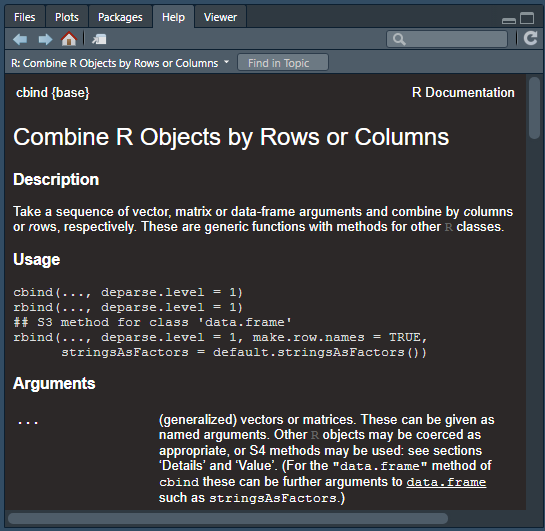 Files Plots Packages Help Viewer
R: Combine R Objects by Rows or Columns Find in Topic
cbind {base} R Documentation
Combine R Objects by Rows or Columns
Description
Take a sequence of vector, matrix or data-frame arguments and combine by columns
or rows, respectively. These are generic functions with methods for other R classes.
Usage
cbind(..., deparse.level = 1)
rbind(..., deparse.level = 1)
## S3 method for class 'data.frame'
rbind(..., deparse.level = 1, make.row.names = TRUE,
      stringsAsFactors = default.stringsAsFactors())
Arguments
... (generalized) vectors or matrices. These can be given as
named arguments. Other R objects may be coerced as
appropriate, or S4 methods may be used: see sections
‘Details’ and ‘Value’. (For the "data.frame" method of
cbind these can be further arguments to data.frame
such as stringsAsFactors.)